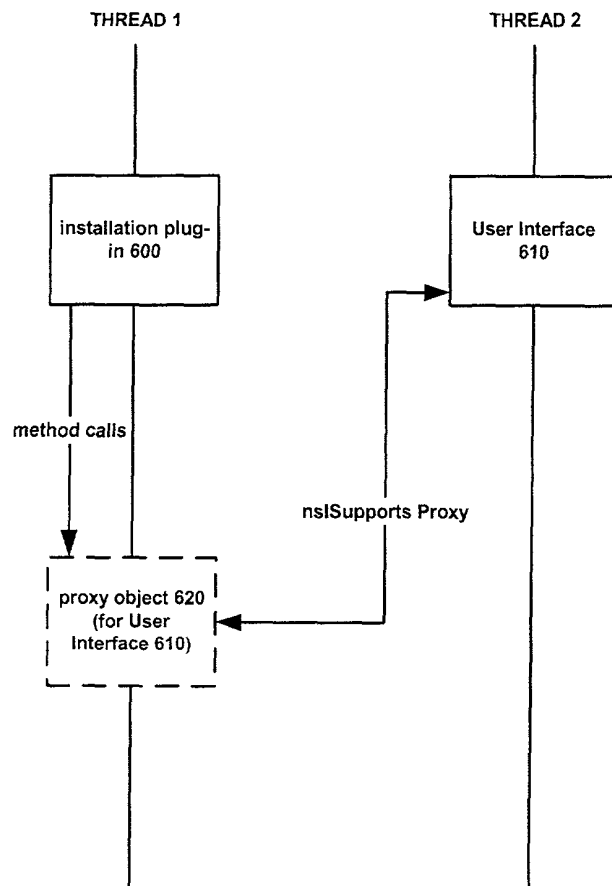 THREAD 1
THREAD 2
installation plug-
in 600
User Interface
610
method calls
nsISupports Proxy
proxy object 620
(for User
Interface 610)